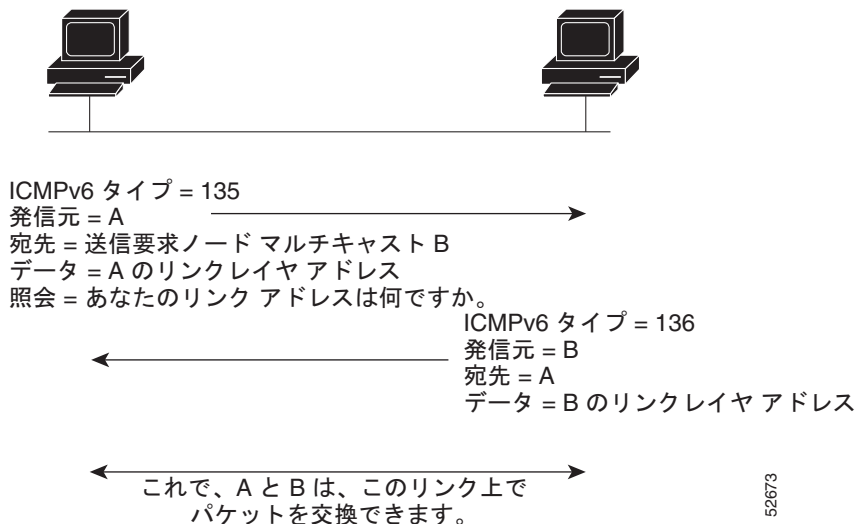 ICMPv6 タイプ = 135
発信元 = A
宛先 = 送信要求ノード マルチキャスト B
データ = A のリンクレイヤ アドレス
照会 = あなたのリンク アドレスは何ですか。
ICMPv6 タイプ = 136
発信元 = B
宛先 = A
データ = B のリンクレイヤ アドレス
これで、A と B は、このリンク上で
パケットを交換できます。
52673